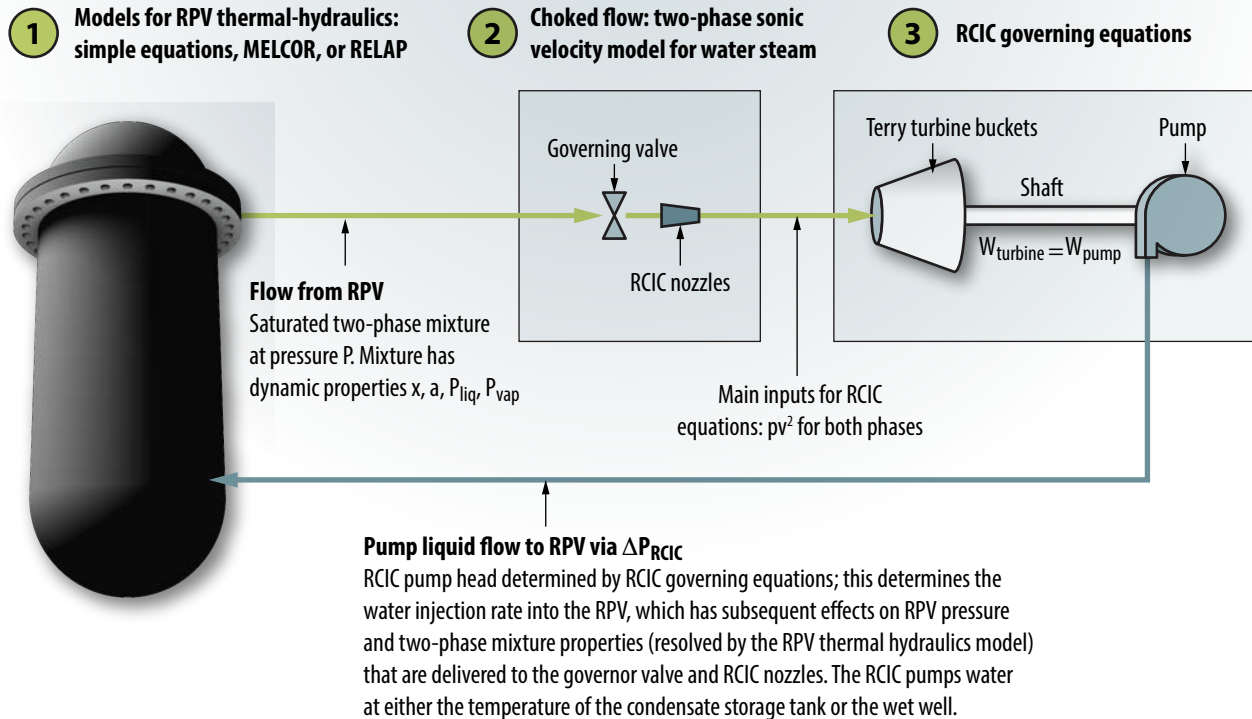 1 Models for RPV thermal-hydraulics:
simple equations, MELCOR, or RELAP
2 Choked flow: two-phase sonic
velocity model for water steam
3 RCIC governing equations
Governing valve
RCIC nozzles
Terry turbine buckets
Pump
Shaft
W_turbine = W_pump
Flow from RPV
Saturated two-phase mixture
at pressure P. Mixture has
dynamic properties x, a, P_liq, P_vap
Main inputs for RCIC
equations: pv² for both phases
Pump liquid flow to RPV via ΔP_RCIC
RCIC pump head determined by RCIC governing equations; this determines the
water injection rate into the RPV, which has subsequent effects on RPV pressure
and two-phase mixture properties (resolved by the RPV thermal hydraulics model)
that are delivered to the governor valve and RCIC nozzles. The RCIC pumps water
at either the temperature of the condensate storage tank or the wet well.